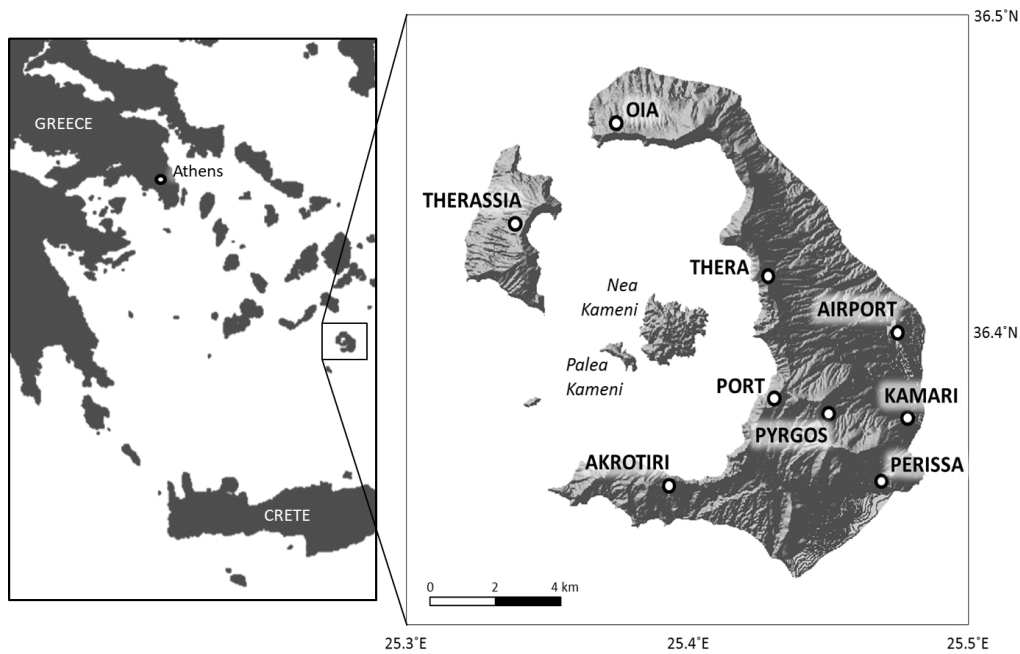 GREECE
Athens
CRETE
36.5°N
OIA
THERASSIA
THERA
Nea
Kameni
AIRPORT
36.4°N
Palea
Kameni
PORT
KAMARI
PYRGOS
AKROTIRI
PERISSA
0 2 4 km
25.3°E 25.4°E 25.5°E